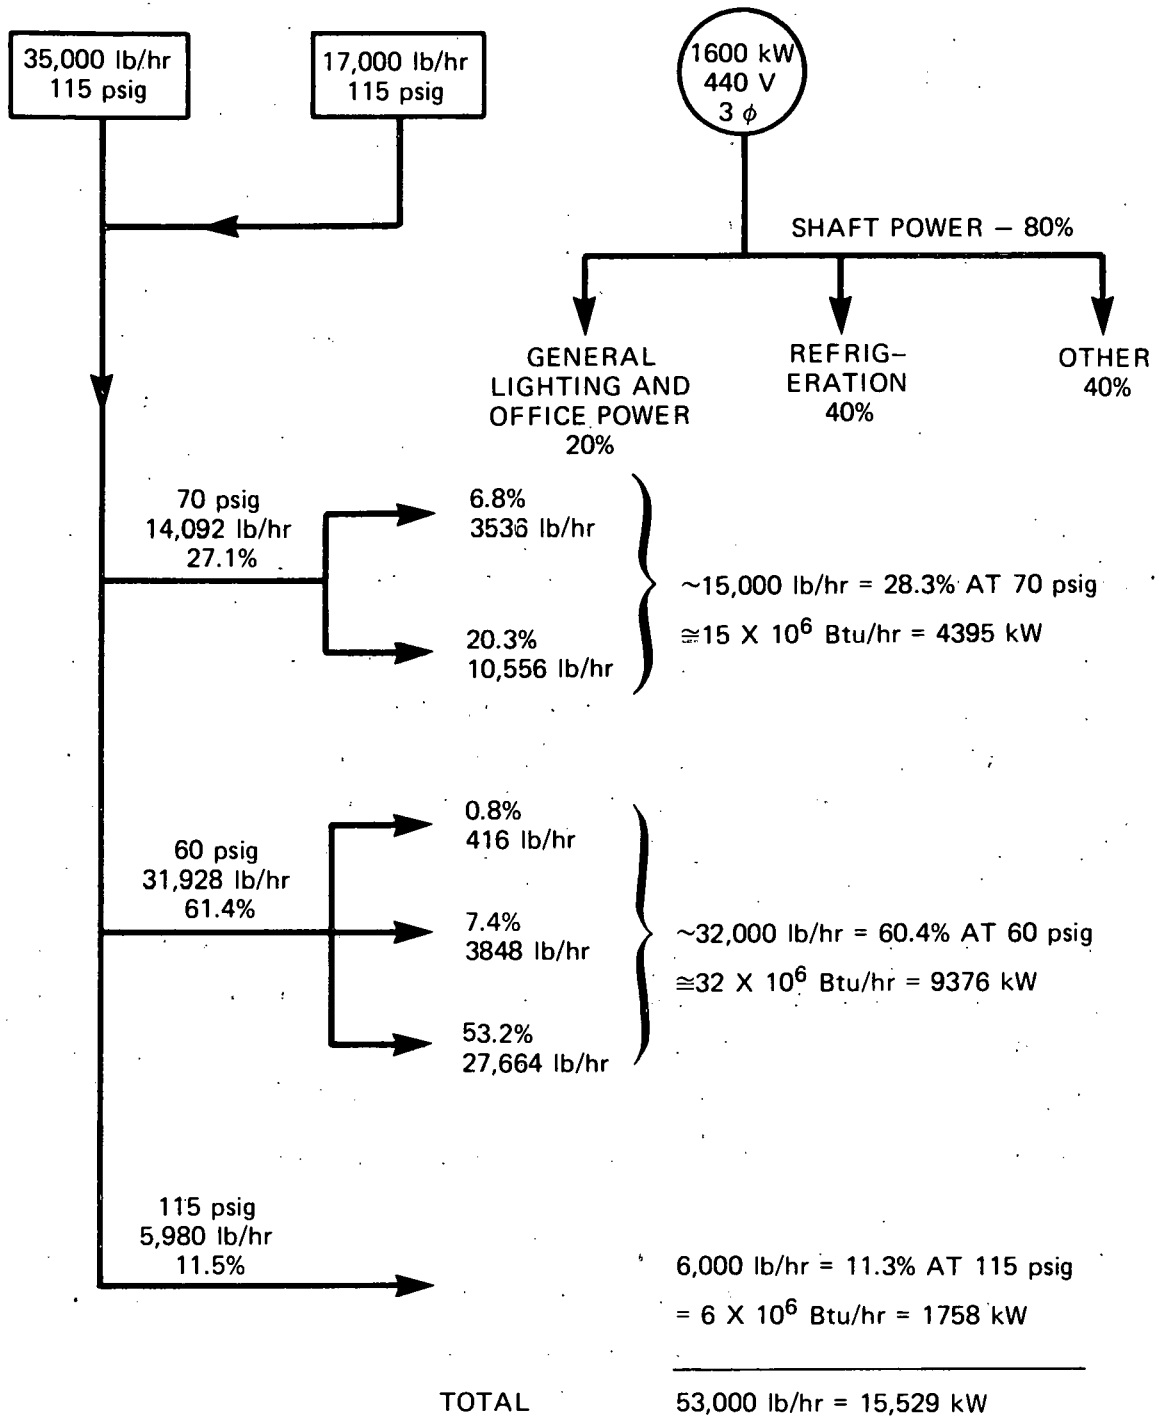 35,000 lb/hr
115 psig
17,000 lb/hr
115 psig
1600 kW
440 V
3 ϕ
SHAFT POWER – 80%
GENERAL
LIGHTING AND
OFFICE POWER
20%
REFRIG–
ERATION
40%
OTHER
40%
70 psig
14,092 lb/hr
27.1%
6.8%
3536 lb/hr
20.3%
10,556 lb/hr
~15,000 lb/hr = 28.3% AT 70 psig
≅15 X 10⁶ Btu/hr = 4395 kW
60 psig
31,928 lb/hr
61.4%
0.8%
416 lb/hr
7.4%
3848 lb/hr
53.2%
27,664 lb/hr
~32,000 lb/hr = 60.4% AT 60 psig
≅32 X 10⁶ Btu/hr = 9376 kW
115 psig
5,980 lb/hr
11.5%
6,000 lb/hr = 11.3% AT 115 psig
= 6 X 10⁶ Btu/hr = 1758 kW
TOTAL 53,000 lb/hr = 15,529 kW